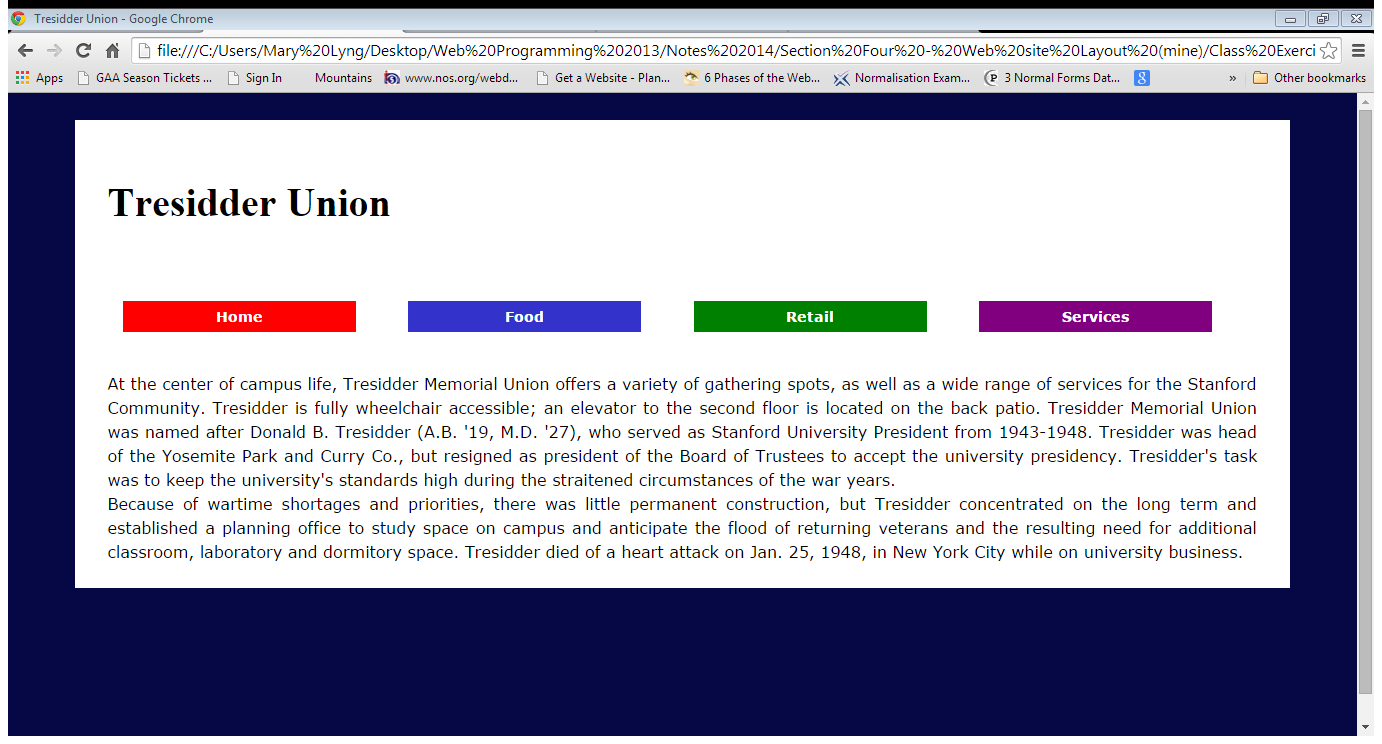 Tresidder Union - Google Chrome
file:///C:/Users/Mary%20Lyng/Desktop/Web%20Programming%202013/Notes%202014/Section%20Four%20-%20Web%20site%20Layout%20(mine)/Class%20Exerci
Apps GAA Season Tickets ... Sign In Mountains www.nos.org/webd... Get a Website - Plan... 6 Phases of the Web... Normalisation Exam... P 3 Normal Forms Dat... 8 » Other bookmarks
Tresidder Union
Home Food Retail Services
At the center of campus life, Tresidder Memorial Union offers a variety of gathering spots, as well as a wide range of services for the Stanford
Community. Tresidder is fully wheelchair accessible; an elevator to the second floor is located on the back patio. Tresidder Memorial Union
was named after Donald B. Tresidder (A.B. '19, M.D. '27), who served as Stanford University President from 1943-1948. Tresidder was head
of the Yosemite Park and Curry Co., but resigned as president of the Board of Trustees to accept the university presidency. Tresidder's task
was to keep the university's standards high during the straitened circumstances of the war years.
Because of wartime shortages and priorities, there was little permanent construction, but Tresidder concentrated on the long term and
established a planning office to study space on campus and anticipate the flood of returning veterans and the resulting need for additional
classroom, laboratory and dormitory space. Tresidder died of a heart attack on Jan. 25, 1948, in New York City while on university business.